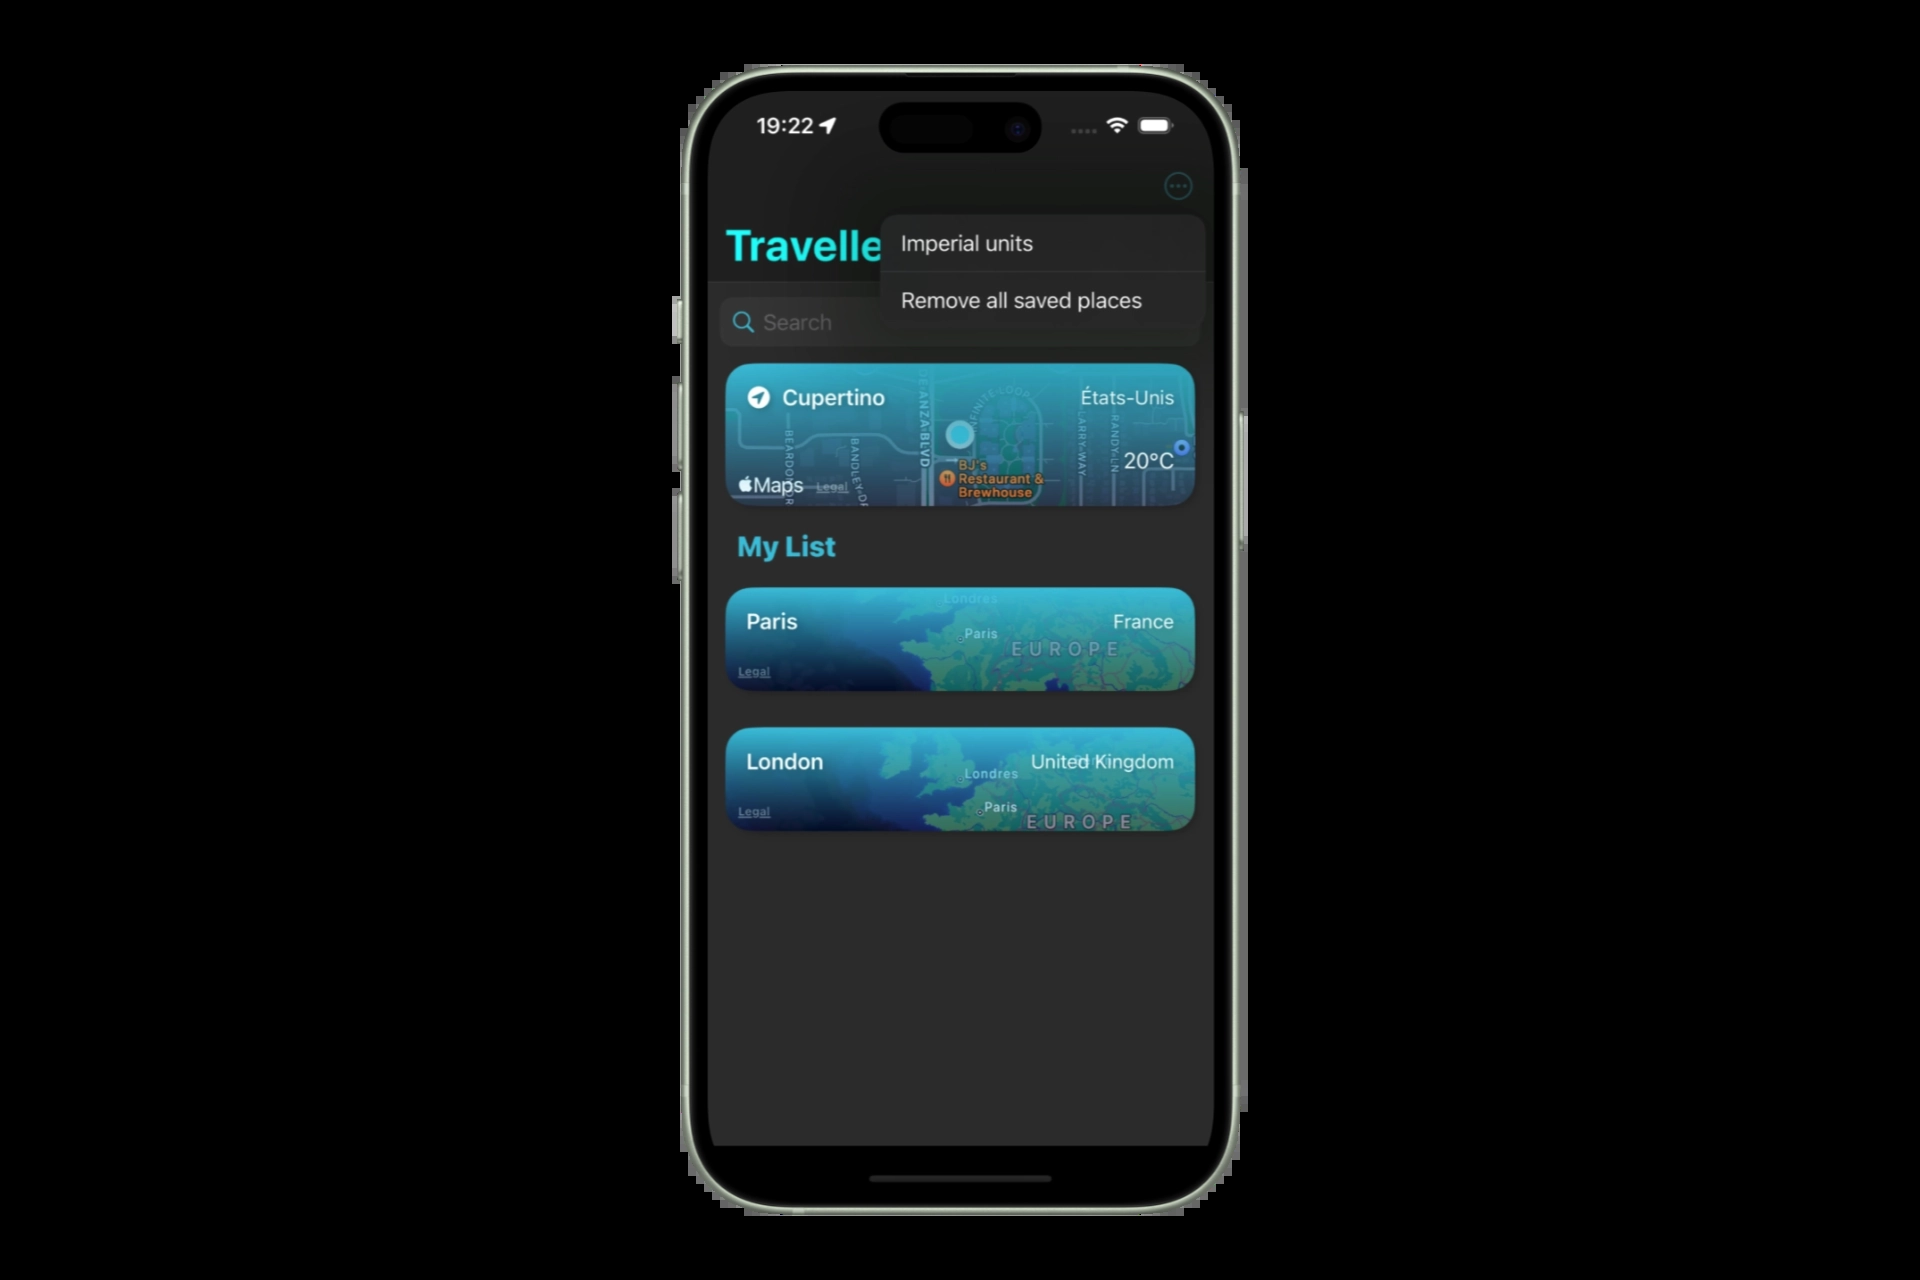 19:22
Travelle
Imperial units
Remove all saved places
Search
Cupertino
États-Unis
INFINITE LOOP
DE ANZA BLVD
BANDLEY DR
LARRY WAY
RANDY LN
20°C
BJ's
Restaurant &
Brewhouse
Maps
Legal
My List
Londres
Paris
France
Paris
EUROPE
Legal
London
United Kingdom
Londres
Paris
EUROPE
Legal